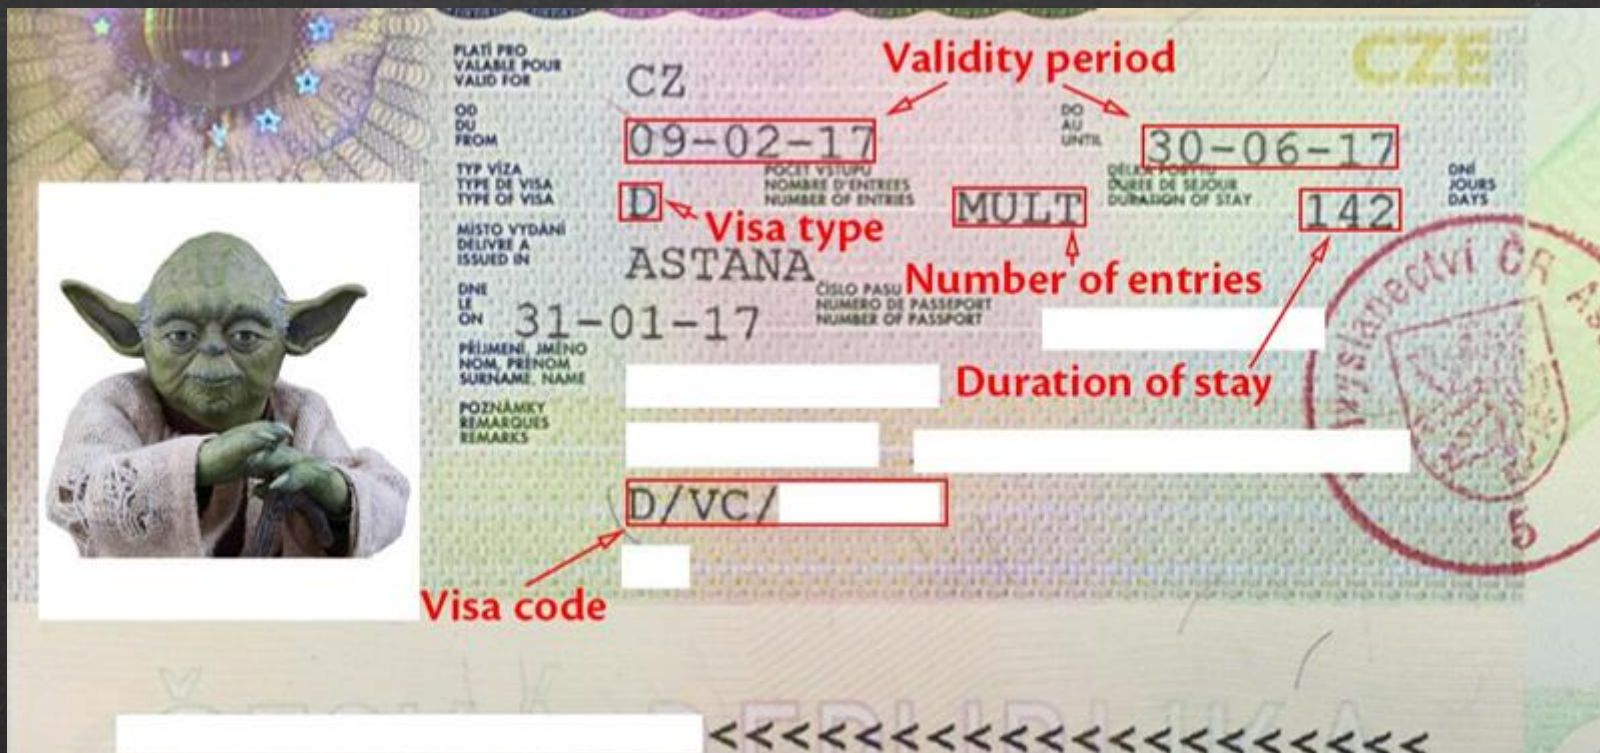 CZE
PLATÍ PRO
VALABLE POUR
VALID FOR
CZ
Validity period
OD
DU
FROM
09-02-17
DO
AU
UNTIL
30-06-17
TYP VÍZA
TYPE DE VISA
TYPE OF VISA
D
Visa type
POČET VSTUPŮ
NOMBRE D'ENTREES
NUMBER OF ENTRIES
MULT
Number of entries
DÉLKA POBYTU
DUREE DE SEJOUR
DURATION OF STAY
142
DNÍ
JOURS
DAYS
Duration of stay
MÍSTO VYDÁNÍ
DELIVRE A
ISSUED IN
ASTANA
DNE
LE
ON
31-01-17
ČÍSLO PASU
NUMERO DE PASSEPORT
NUMBER OF PASSPORT
PŘÍJMENÍ, JMÉNO
NOM, PRENOM
SURNAME, NAME
POZNÁMKY
REMARQUES
REMARKS
D/VC/
Visa code
ČR
5
ČESKÁ REPUBLIKA
<<<<<<<<<<<<<<<<<<<<